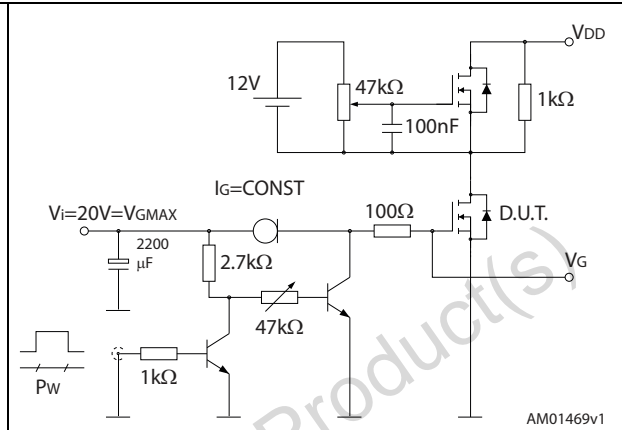 VDD
12V
47kΩ
1kΩ
100nF
IG=CONST
Vi=20V=VGMAX
100Ω
D.U.T.
2200
μF
2.7kΩ
VG
47kΩ
1kΩ
PW
Product(s)
AM01469v1